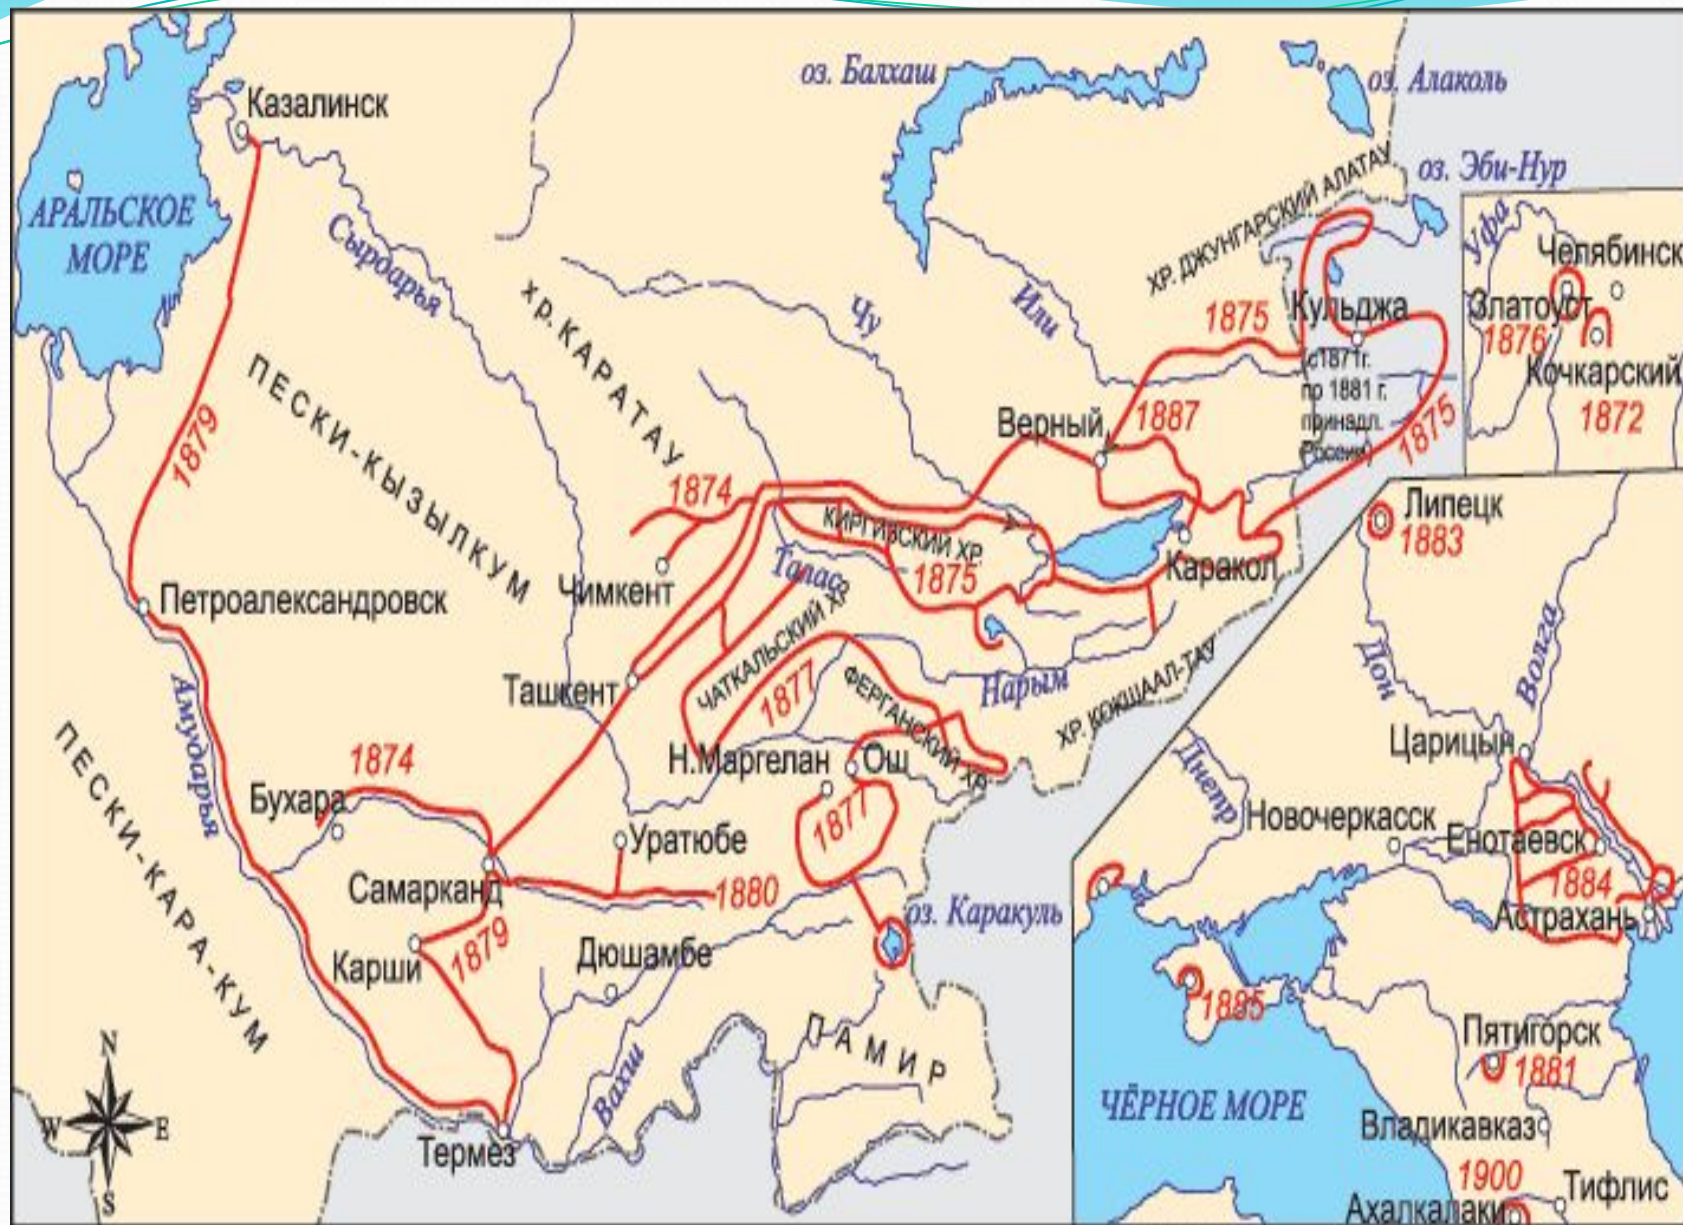 оз. Балхаш
оз. Алаколь
Казалинск
оз. Эби-Нур
АРАЛЬСКОЕ
МОРЕ
Сырдарья
ХР. ДЖУНГАРСКИЙ АЛАТАУ
Уфа
Челябинск
Златоуст
1876
Кочкарский
1872
хр. КАРАТАУ
Чу
Или
1875
Кульджа
(с1871г.
по 1881 г.
принадл.
России)
1875
ПЕСКИ-КЫЗЫЛКУМ
1879
Верный
1887
1874
КИРГИЗСКИЙ ХР.
1875
Каракол
Липецк
1883
Чимкент
Талас
Петроалександровск
ЧАТКАЛЬСКИЙ ХР.
1877
Ташкент
ФЕРГАНСКИЙ ХР.
Нарым
ХР. КОКШААЛ-ТАУ
Дон
Волга
Амударья
ПЕСКИ-КАРА-КУМ
1874
Бухара
Н.Маргелан
Ош
1877
Царицын
Днепр
Новочеркасск
Енотаевск
1884
Астрахань
Уратюбе
Самарканд
1880
оз. Каракуль
Карши
1879
Дюшамбе
1885
ПАМИР
Вахш
Пятигорск
1881
ЧЁРНОЕ МОРЕ
Владикавказ
1900
Тифлис
Ахалкалаки
Термез
N
W
E
S